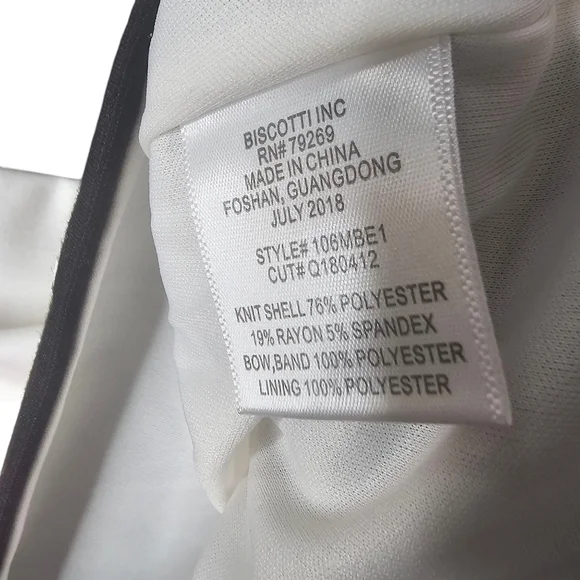 BISCOTTI INC
RN# 79269
MADE IN CHINA
FOSHAN, GUANGDONG
JULY 2018
STYLE# 106MBE1
CUT# Q180412
KNIT SHELL 76% POLYESTER
19% RAYON 5% SPANDEX
BOW,BAND 100% POLYESTER
LINING 100% POLYESTER